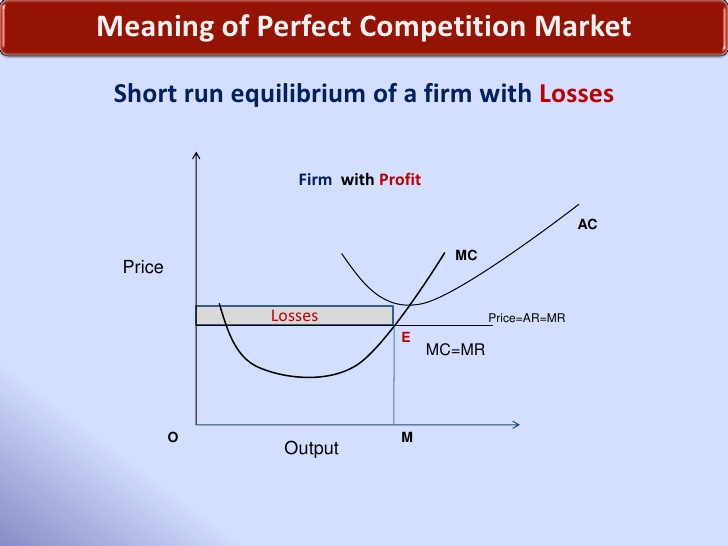 Meaning of Perfect Competition Market
Short run equilibrium of a firm with Losses
Firm with Profit
AC
MC
Price
Losses
Price=AR=MR
E
MC=MR
O
M
Output